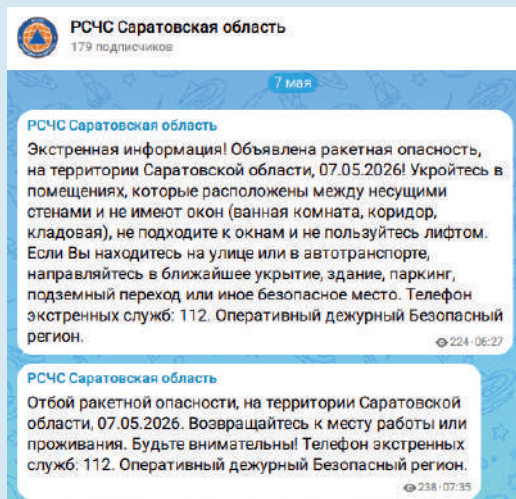 РСЧС Саратовская область
179 подписчиков
7 мая
РСЧС Саратовская область
Экстренная информация! Объявлена ракетная опасность,
на территории Саратовской области, 07.05.2026! Укройтесь в
помещениях, которые расположены между несущими
стенами и не имеют окон (ванная комната, коридор,
кладовая), не подходите к окнам и не пользуйтесь лифтом.
Если Вы находитесь на улице или в автотранспорте,
направляйтесь в ближайшее укрытие, здание, паркинг,
подземный переход или иное безопасное место. Телефон
экстренных служб: 112. Оперативный дежурный Безопасный
регион.
224 06:27
РСЧС Саратовская область
Отбой ракетной опасности, на территории Саратовской
области, 07.05.2026. Возвращайтесь к месту работы или
проживания. Будьте внимательны! Телефон экстренных
служб: 112. Оперативный дежурный Безопасный регион.
238 07:35